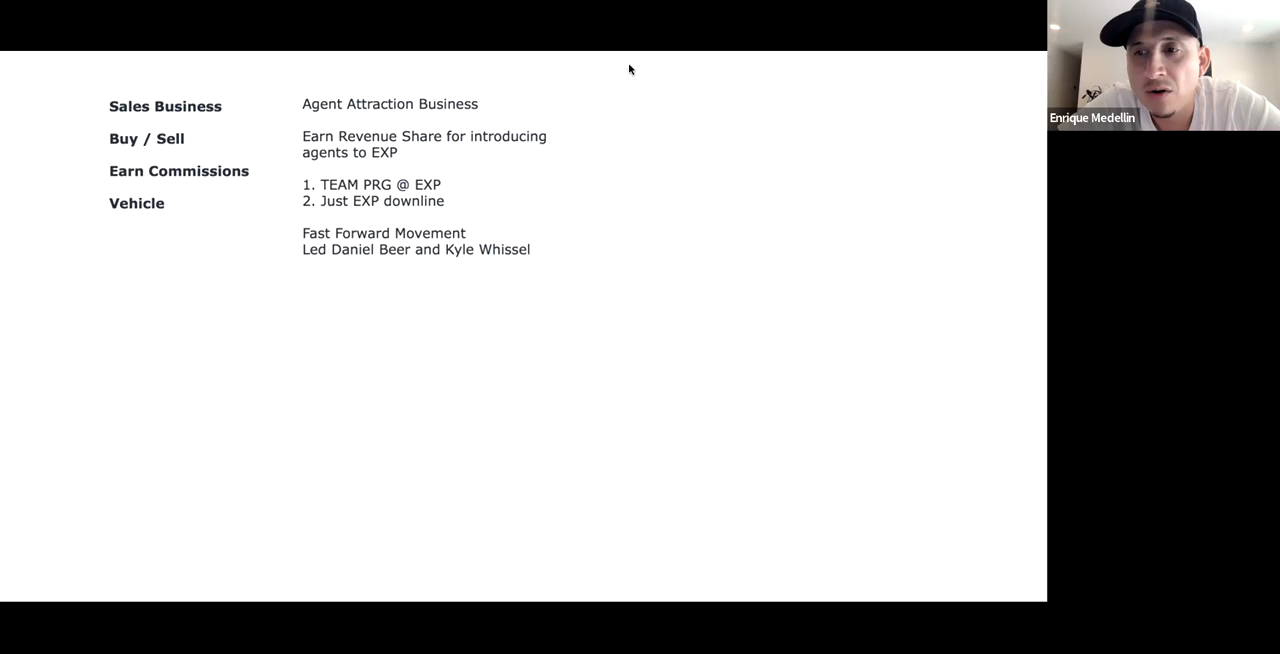 Sales Business
Buy / Sell
Earn Commissions
Vehicle
Agent Attraction Business
Earn Revenue Share for introducing
agents to EXP
1. TEAM PRG @ EXP
2. Just EXP downline
Fast Forward Movement
Led Daniel Beer and Kyle Whissel
Enrique Medellin